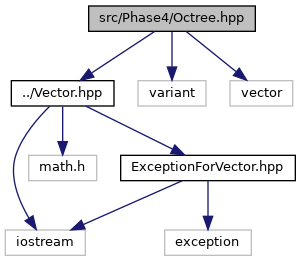 src/Phase4/Octree.hpp
../Vector.hpp
variant
vector
math.h
ExceptionForVector.hpp
iostream
exception